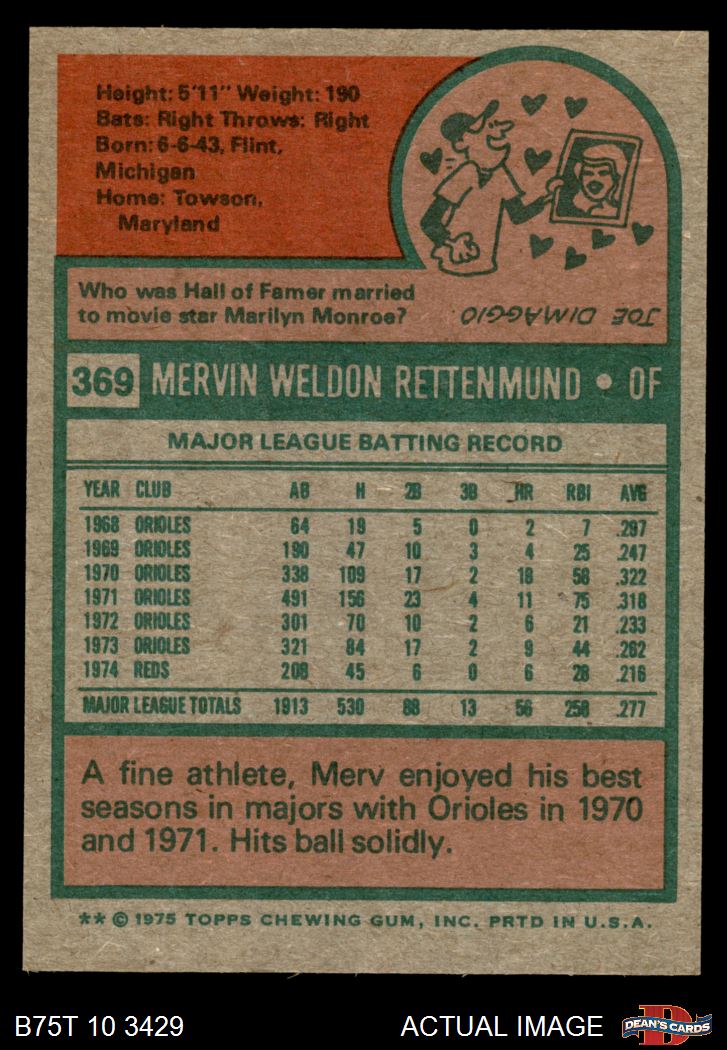 Height: 5'11" Weight: 190
Bats: Right Throws: Right
Born: 6-6-43, Flint,
Michigan
Home: Towson,
Maryland
Who was Hall of Famer married
to movie star Marilyn Monroe?
JOE DIMAGGIO
369 MERVIN WELDON RETTENMUND • OF
MAJOR LEAGUE BATTING RECORD
YEAR CLUB AB H 2B 3B HR RBI AVG
1968 ORIOLES 64 19 5 0 2 7 .297
1969 ORIOLES 190 47 10 3 4 25 .247
1970 ORIOLES 338 109 17 2 18 58 .322
1971 ORIOLES 491 156 23 4 11 75 .318
1972 ORIOLES 301 70 10 2 6 21 .233
1973 ORIOLES 321 84 17 2 9 44 .262
1974 REDS 208 45 6 0 6 28 .216
MAJOR LEAGUE TOTALS 1913 530 88 13 56 258 .277
A fine athlete, Merv enjoyed his best
seasons in majors with Orioles in 1970
and 1971. Hits ball solidly.
** © 1975 TOPPS CHEWING GUM, INC. PRTD IN U.S.A.
B75T 10 3429 ACTUAL IMAGE DEAN'S CARDS